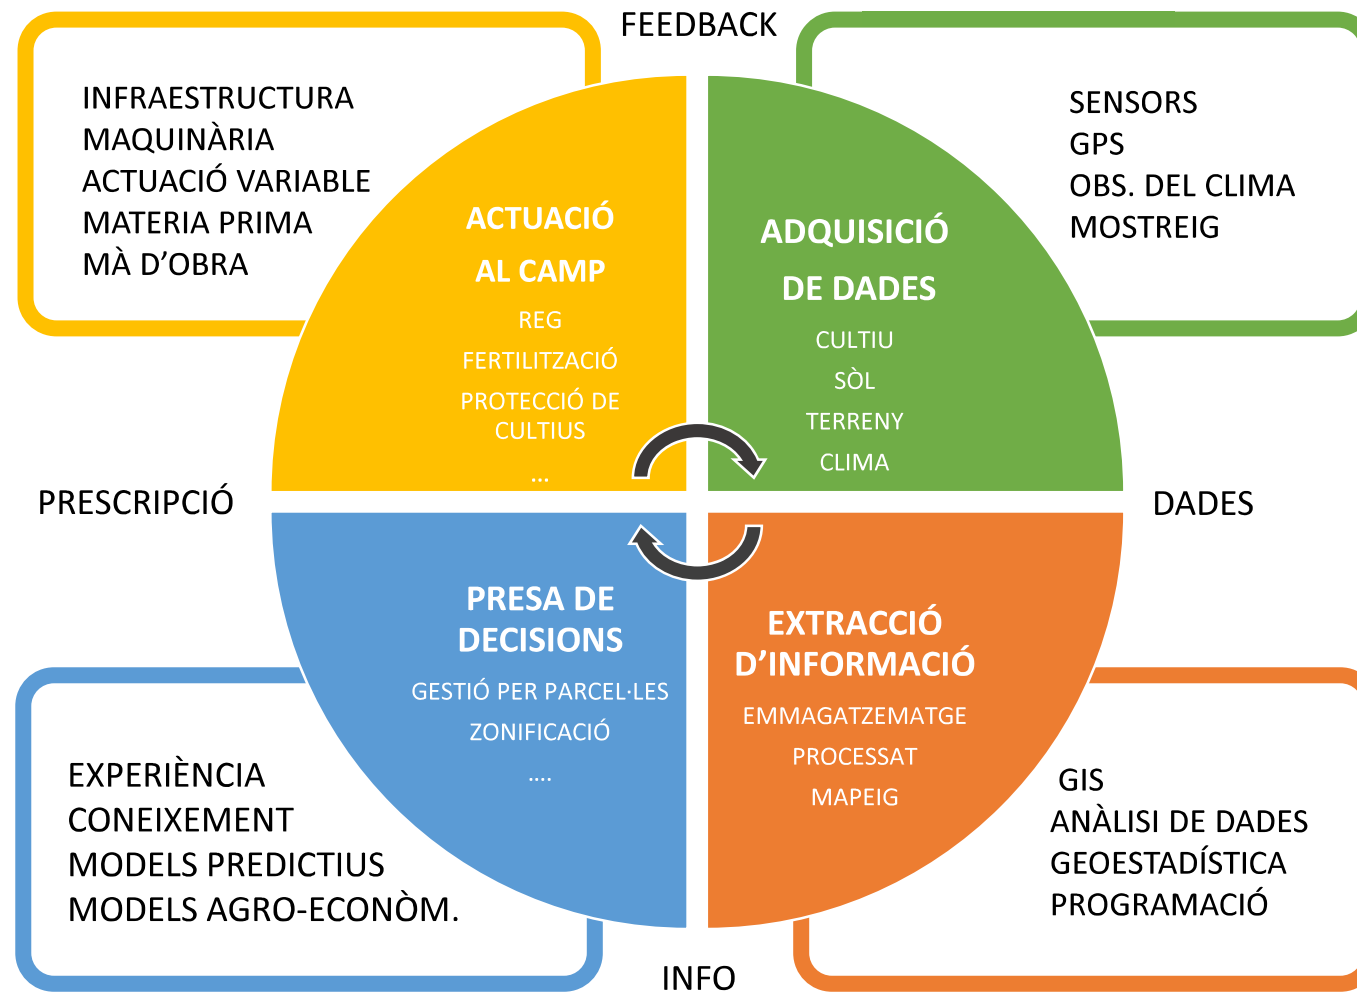 FEEDBACK
INFRAESTRUCTURA
MAQUINÀRIA
ACTUACIÓ VARIABLE
MATERIA PRIMA
MÀ D’OBRA
ACTUACIÓ
AL CAMP
REG
FERTILITZACIÓ
PROTECCIÓ DE
CULTIUS
...
ADQUISICIÓ
DE DADES
CULTIU
SÒL
TERRENY
CLIMA
SENSORS
GPS
OBS. DEL CLIMA
MOSTREIG
PRESCRIPCIÓ
DADES
PRESA DE
DECISIONS
GESTIÓ PER PARCEL·LES
ZONIFICACIÓ
....
EXPERIÈNCIA
CONEIXEMENT
MODELS PREDICTIUS
MODELS AGRO-ECONÒM.
EXTRACCIÓ
D’INFORMACIÓ
EMMAGATZEMATGE
PROCESSAT
MAPEIG
GIS
ANÀLISI DE DADES
GEOESTADÍSTICA
PROGRAMACIÓ
INFO